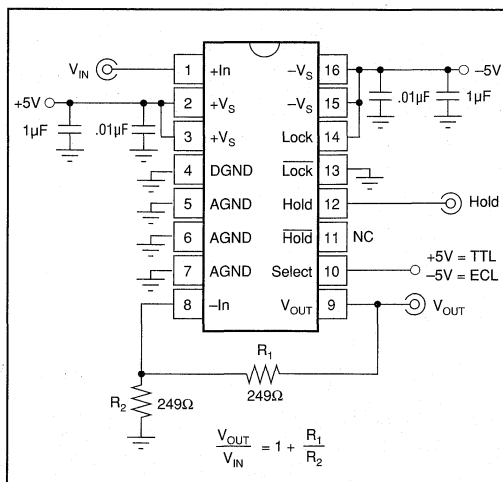 V_IN 1 +In −V_S 16 −5V
+5V 2 +V_S −V_S 15 .01µF 1µF
1µF .01µF 3 +V_S Lock 14
4 DGND L̅o̅c̅k̅ 13
5 AGND Hold 12 Hold
6 AGND H̅o̅l̅d̅ 11 NC
7 AGND Select 10 +5V = TTL
−5V = ECL
8 −In V_OUT 9 V_OUT
R_1
R_2 249Ω 249Ω
V_OUT / V_IN = 1 + R_1 / R_2